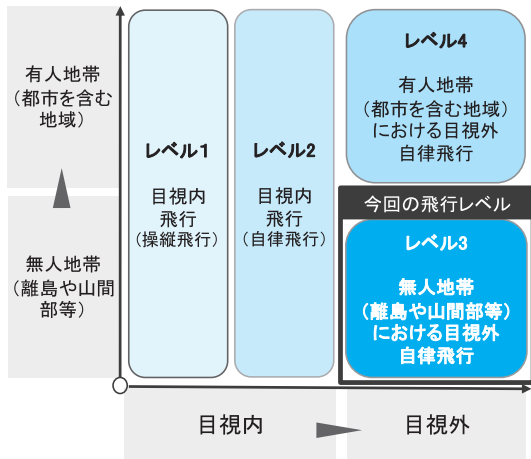 有人地帯
（都市を含む
地域）
無人地帯
（離島や山間
部等）
レベル1
目視内
飛行
（操縦飛行）
レベル2
目視内
飛行
（自律飛行）
レベル4
有人地帯
（都市を含む地域）
における目視外
自律飛行
今回の飛行レベル
レベル3
無人地帯
（離島や山間部等）
における目視外
自律飛行
目視内
目視外